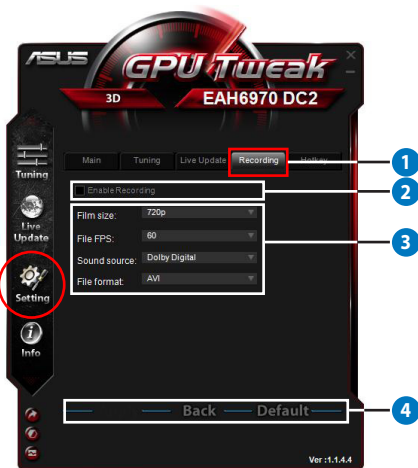 ASUS
GPU Tweak
3D EAH6970 DC2
Tuning
Live
Update
Setting
Info
Main Tuning Live Update Recording Hotkey
Enable Recording
Film size: 720p
File FPS: 60
Sound source: Dolby Digital
File format: AVI
Back Default
Ver :1.1.4.4
1
2
3
4